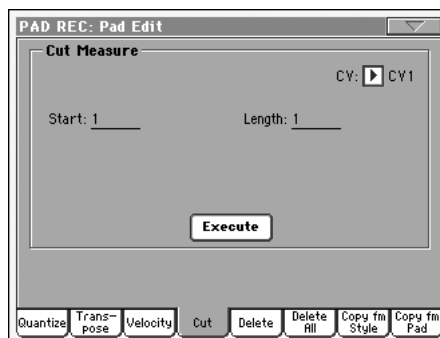 PAD REC: Pad Edit
Cut Measure
CV: CV1
Start: 1
Length: 1
Execute
Quantize
Trans-
pose
Velocity
Cut
Delete
Delete
All
Copy fm
Style
Copy fm
Pad